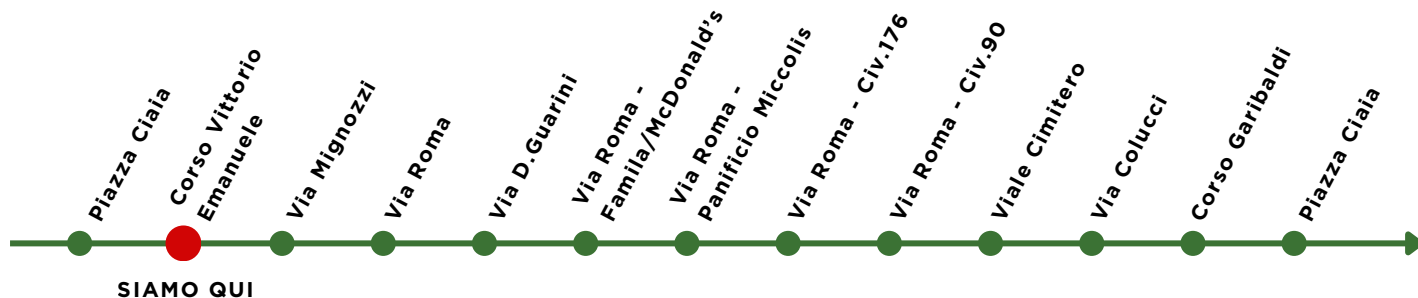 Piazza Ciaia
Corso Vittorio
Emanuele
Via Mignozzi
Via Roma
Via D.Guarini
Via Roma -
Famila/McDonald's
Via Roma -
Panificio Miccolis
Via Roma - Civ.176
Via Roma - Civ.90
Viale Cimitero
Via Colucci
Corso Garibaldi
Piazza Ciaia
SIAMO QUI